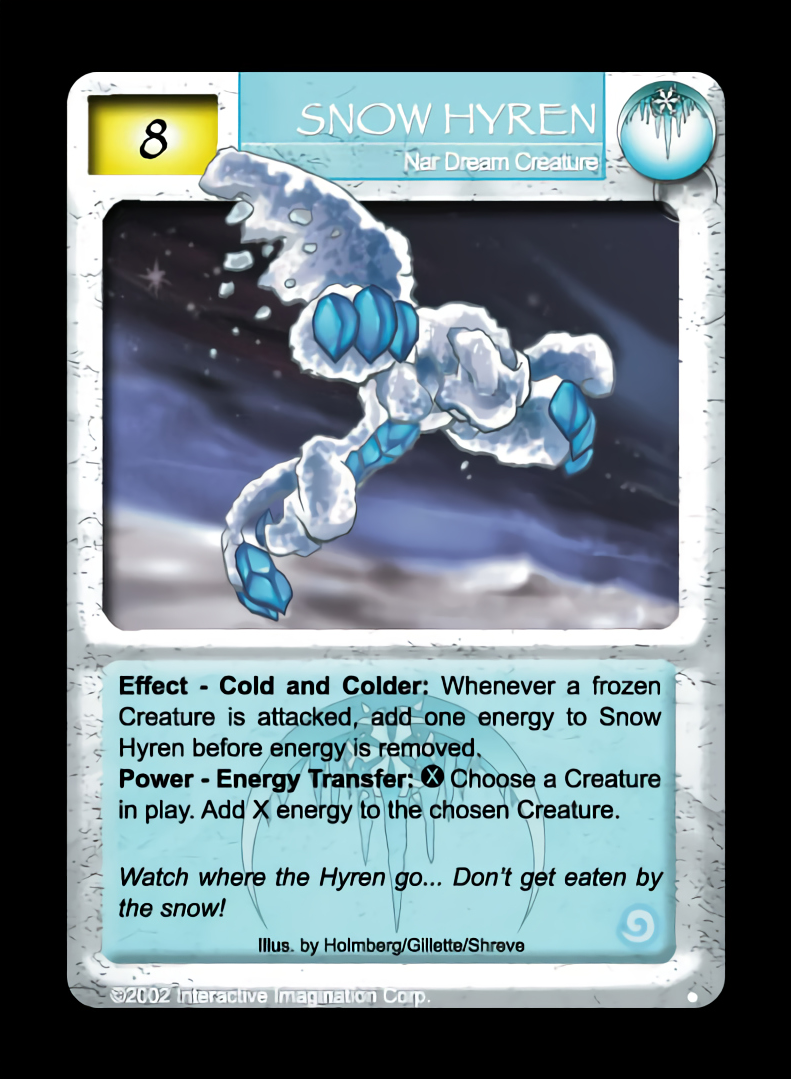 8
SNOW HYREN
Nar Dream Creature
Effect - Cold and Colder: Whenever a frozen
Creature is attacked, add one energy to Snow
Hyren before energy is removed.
Power - Energy Transfer: X Choose a Creature
in play. Add X energy to the chosen Creature.
Watch where the Hyren go... Don't get eaten by
the snow!
Illus. by Holmberg/Gillette/Shreve
©2002 Interactive Imagination Corp.